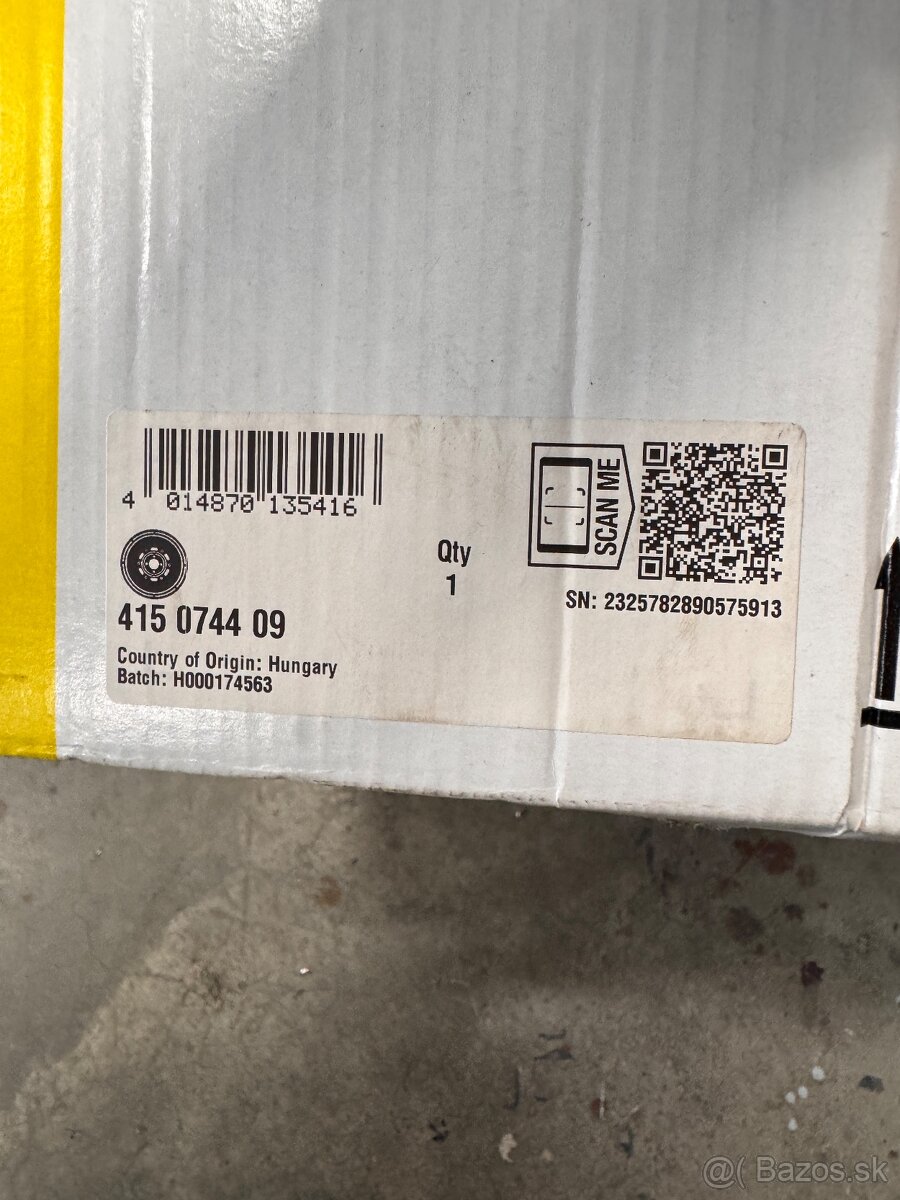 4 014870 135416
SCAN ME
Qty
1
SN: 2325782890575913
415 0744 09
Country of Origin: Hungary
Batch: H000174563
@( Bazos.sk